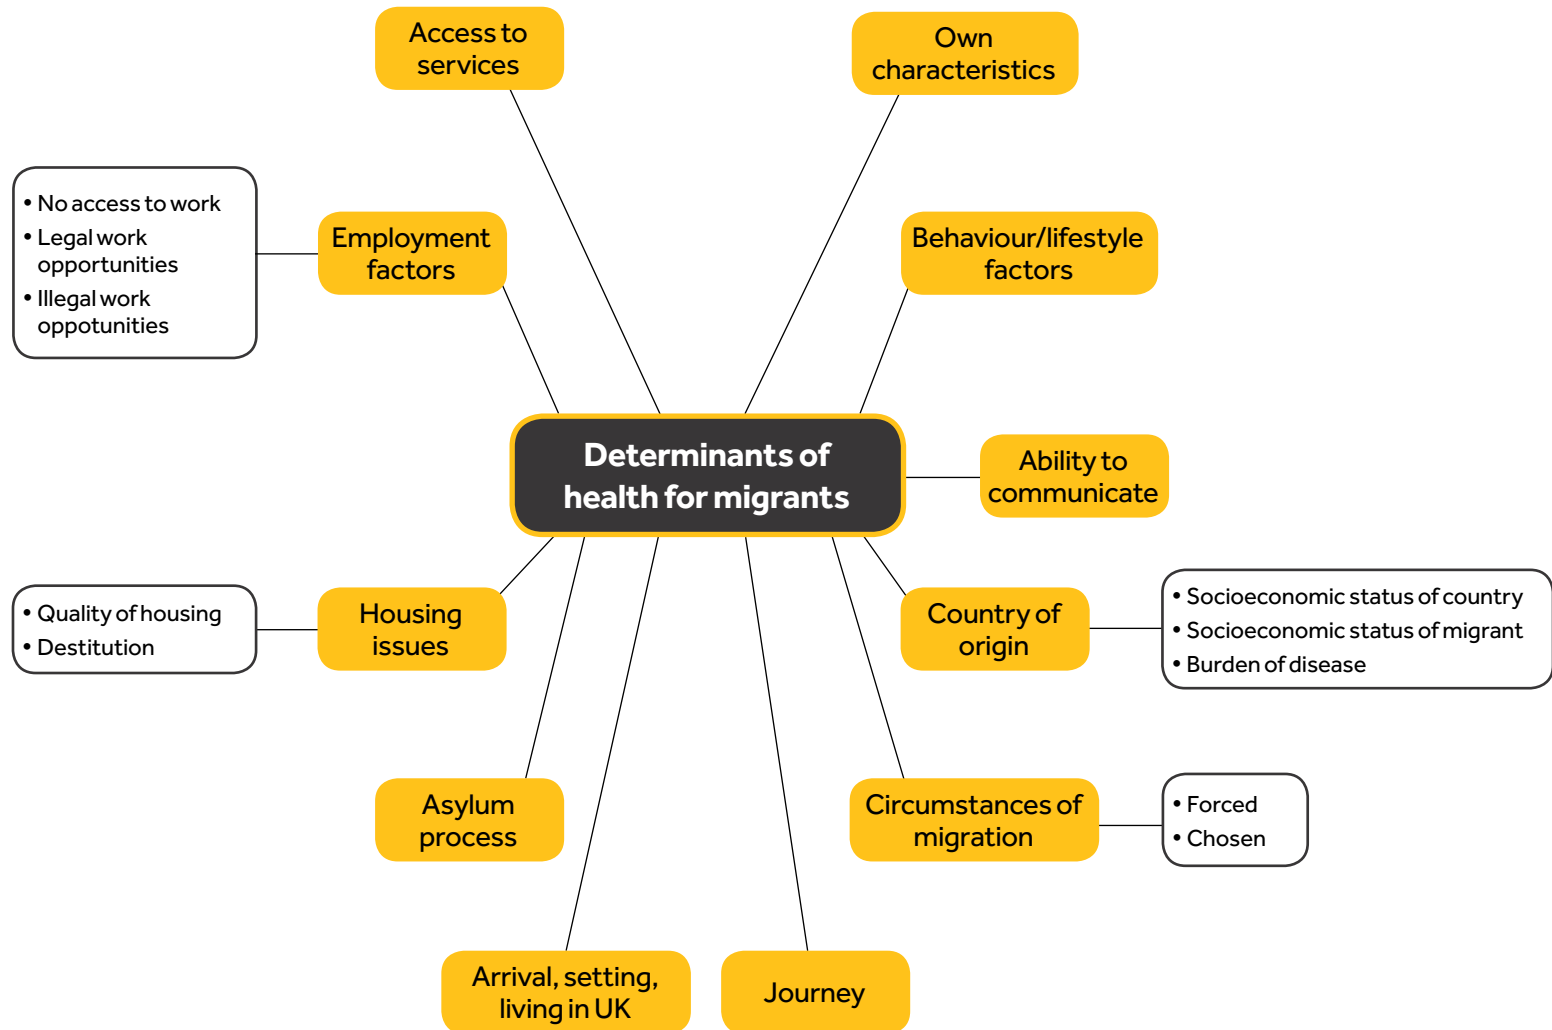 Access to
services
Own
characteristics
• No access to work
• Legal work
opportunities
• Illegal work
oppotunities
Employment
factors
Behaviour/lifestyle
factors
Determinants of
health for migrants
Ability to
communicate
• Quality of housing
• Destitution
Housing
issues
Country of
origin
• Socioeconomic status of country
• Socioeconomic status of migrant
• Burden of disease
Asylum
process
Circumstances of
migration
• Forced
• Chosen
Arrival, setting,
living in UK
Journey